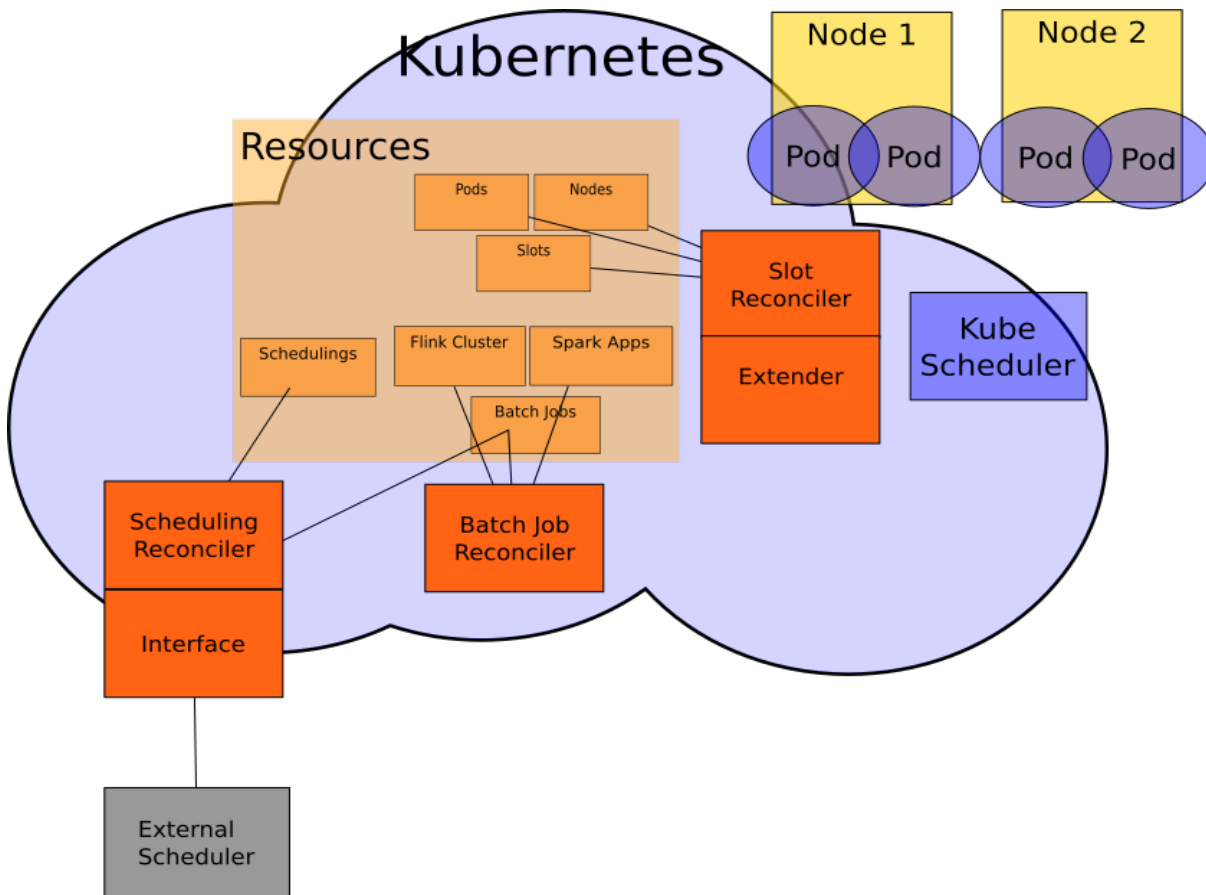 Kubernetes
Node 1
Node 2
Pod
Pod
Pod
Pod
Resources
Pods
Nodes
Slots
Slot
Reconciler
Extender
Kube
Scheduler
Schedulings
Flink Cluster
Spark Apps
Batch Jobs
Scheduling
Reconciler
Interface
Batch Job
Reconciler
External
Scheduler